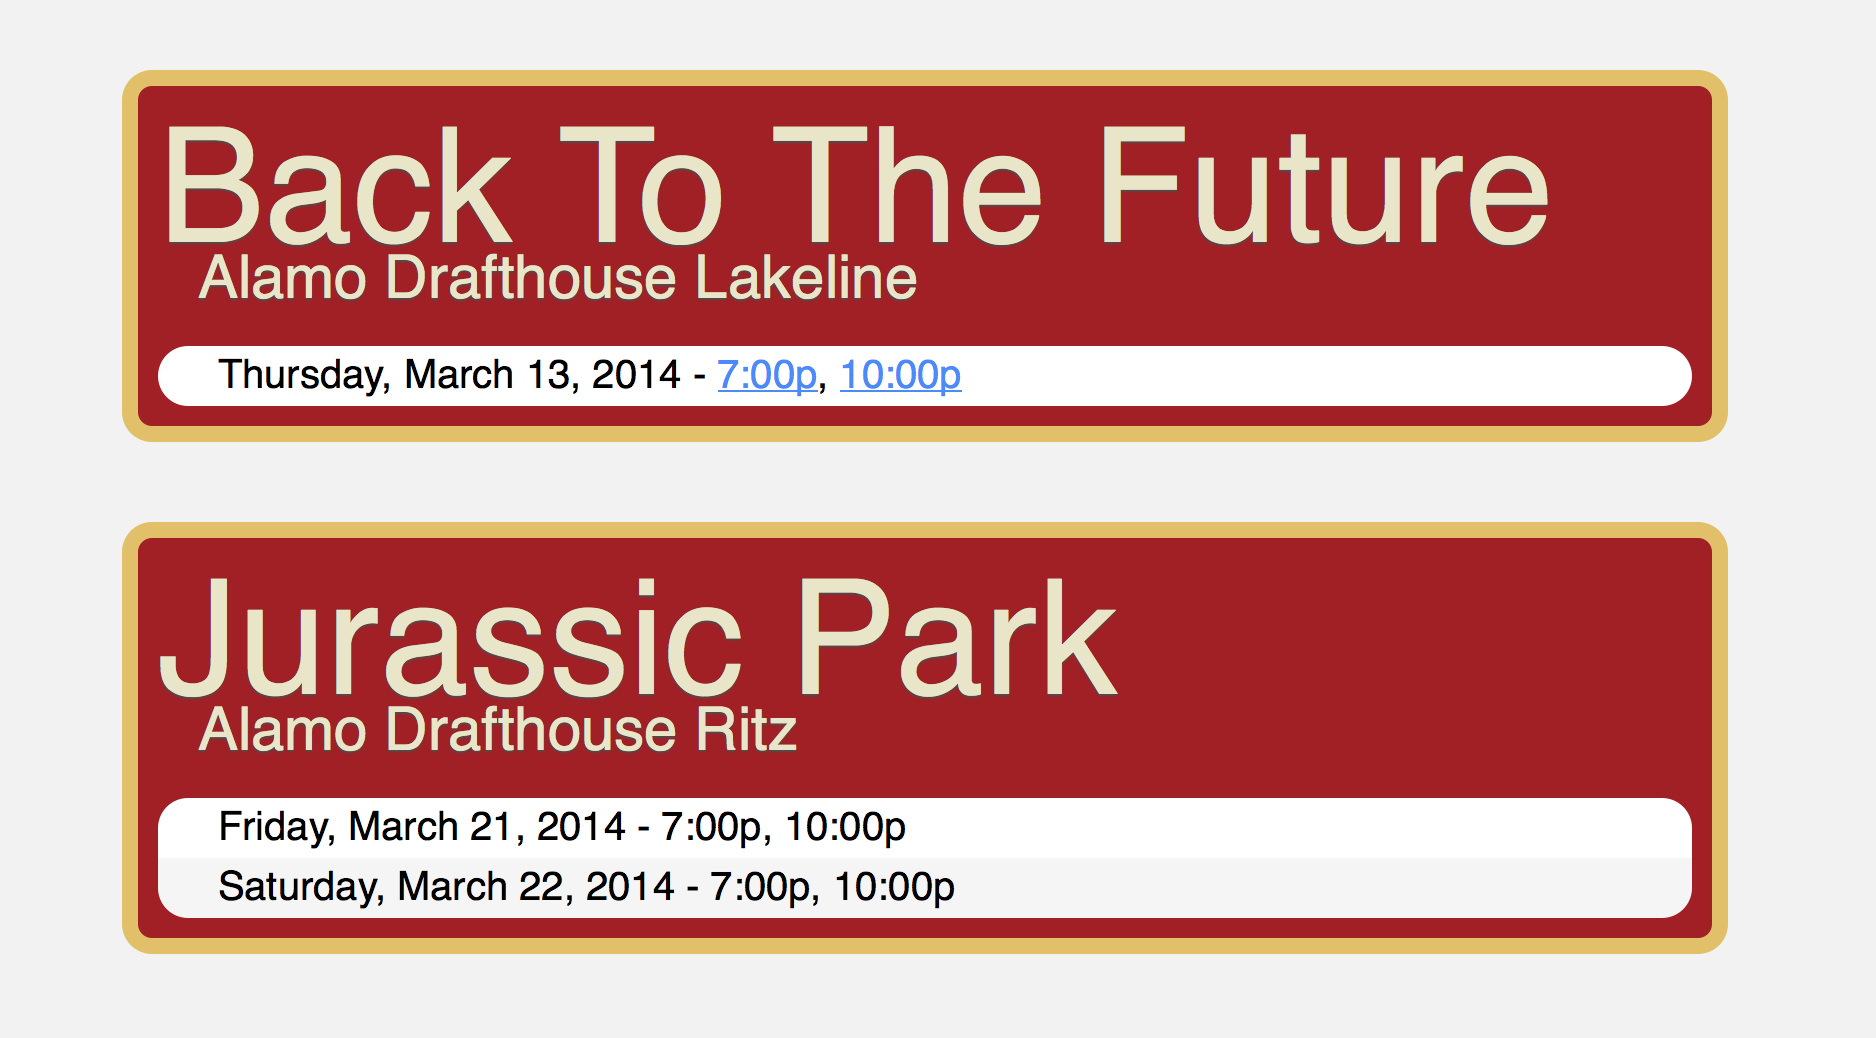 Back To The Future
Alamo Drafthouse Lakeline
Thursday, March 13, 2014 - 7:00p, 10:00p
Jurassic Park
Alamo Drafthouse Ritz
Friday, March 21, 2014 - 7:00p, 10:00p
Saturday, March 22, 2014 - 7:00p, 10:00p